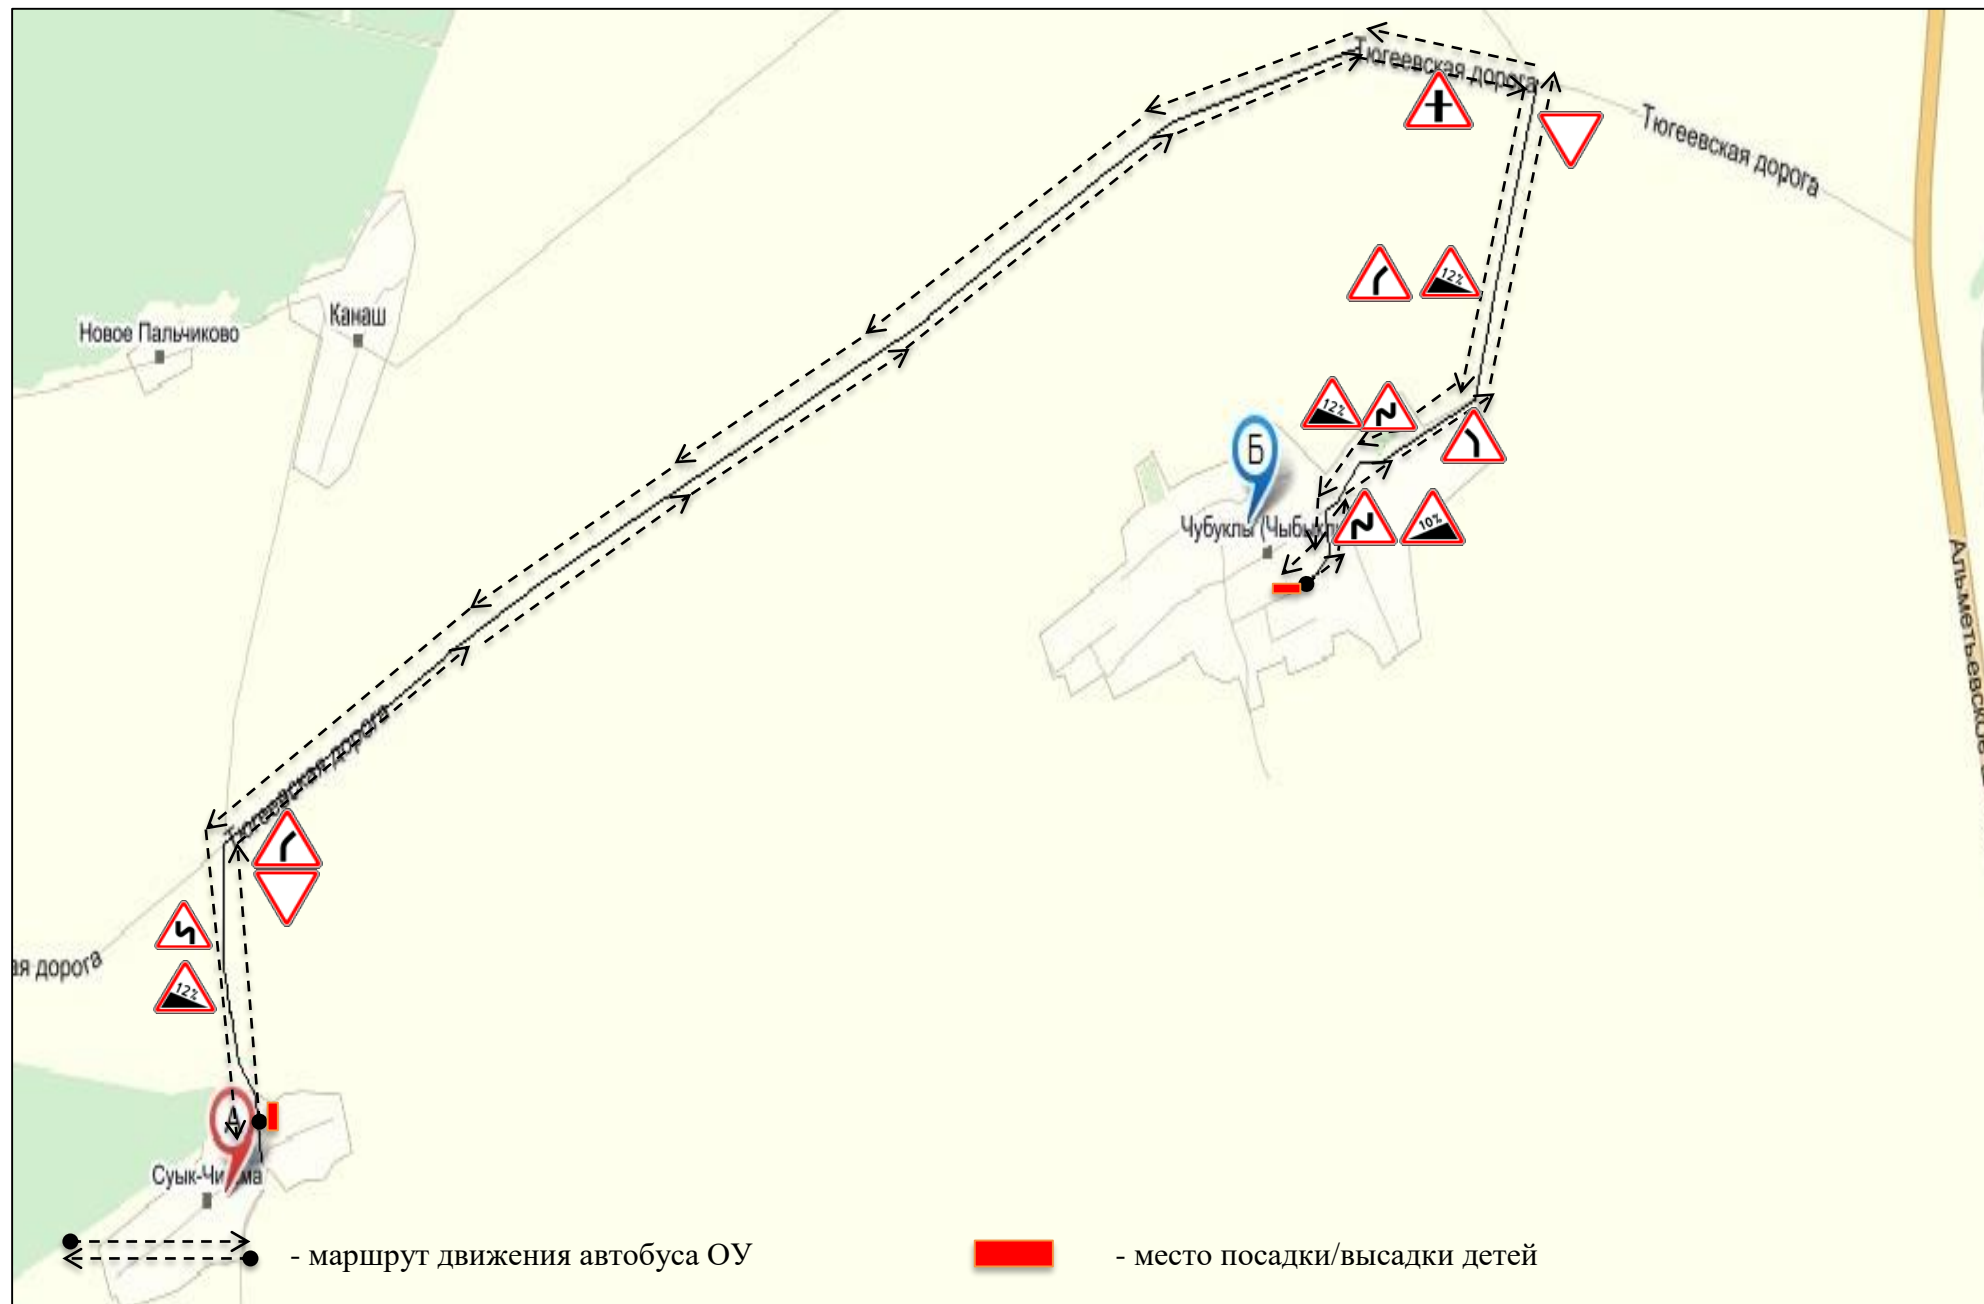 Тюгеевская дорога
Тюгеевская дорога
12%
Канаш
Новое Пальчиково
12%
Б
Чубуклы
10%
Тюгеевская дорога
ая дорога
12%
А
- маршрут движения автобуса ОУ
- место посадки/высадки детей